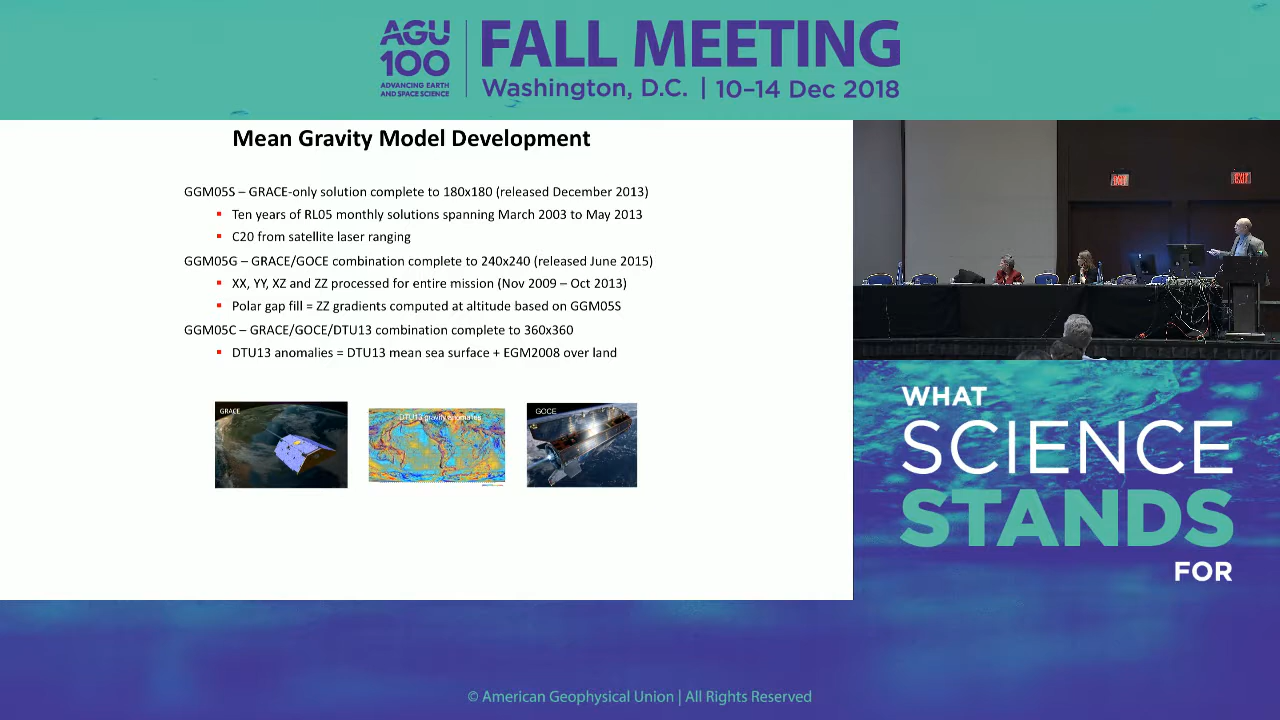 AGU
100
ADVANCING EARTH
AND SPACE SCIENCE
FALL MEETING
Washington, D.C. | 10–14 Dec 2018
Mean Gravity Model Development
GGM05S – GRACE-only solution complete to 180x180 (released December 2013)
▪ Ten years of RL05 monthly solutions spanning March 2003 to May 2013
▪ C20 from satellite laser ranging
GGM05G – GRACE/GOCE combination complete to 240x240 (released June 2015)
▪ XX, YY, XZ and ZZ processed for entire mission (Nov 2009 – Oct 2013)
▪ Polar gap fill = ZZ gradients computed at altitude based on GGM05S
GGM05C – GRACE/GOCE/DTU13 combination complete to 360x360
▪ DTU13 anomalies = DTU13 mean sea surface + EGM2008 over land
GRACE
DTU13 gravity anomalies
GOCE
EXIT
EXIT
WHAT
SCIENCE
STANDS
FOR
© American Geophysical Union | All Rights Reserved